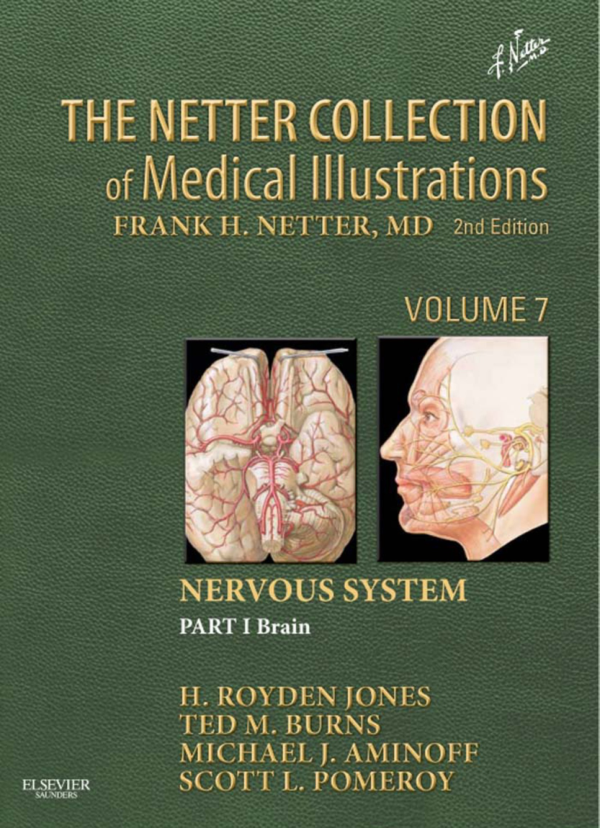 F. Netter
M.D.
THE NETTER COLLECTION
of Medical Illustrations
FRANK H. NETTER, MD 2nd Edition
VOLUME 7
NERVOUS SYSTEM
PART I Brain
H. ROYDEN JONES
TED M. BURNS
MICHAEL J. AMINOFF
SCOTT L. POMEROY
ELSEVIER
SAUNDERS